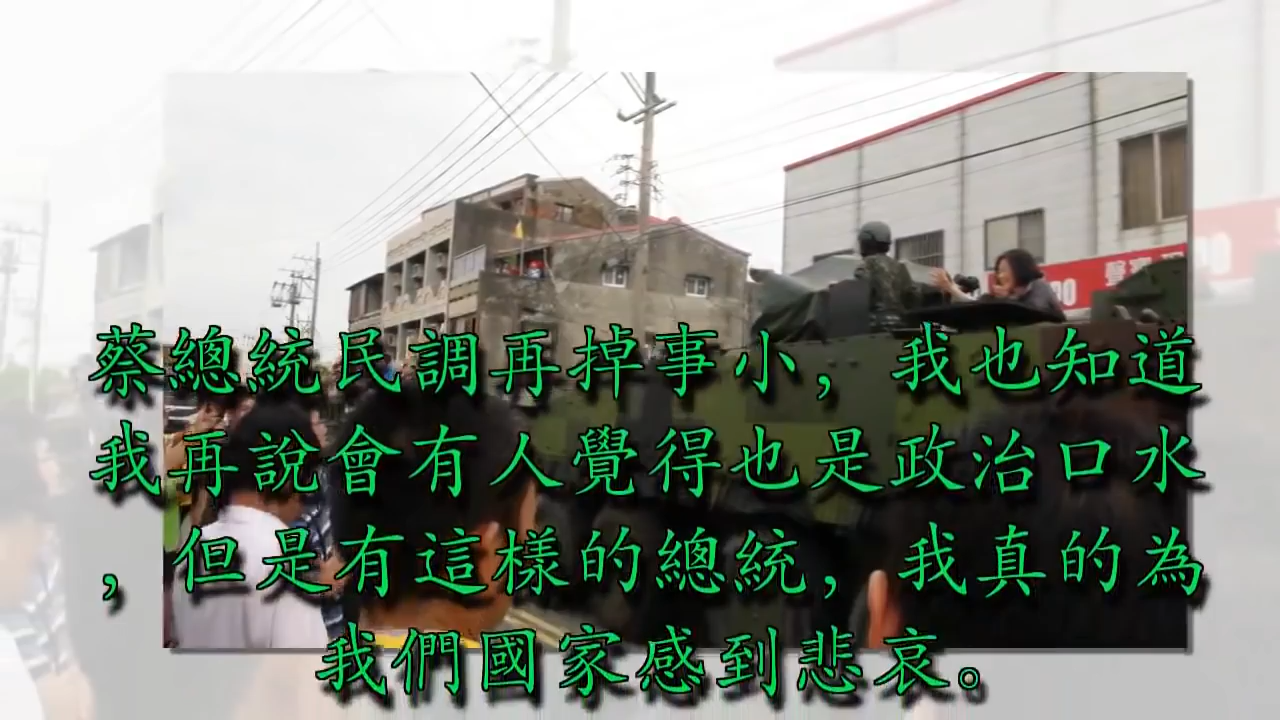 蔡總統民調再掉事小，我也知道
我再說會有人覺得也是政治口水
，但是有這樣的總統，我真的為
我們國家感到悲哀。